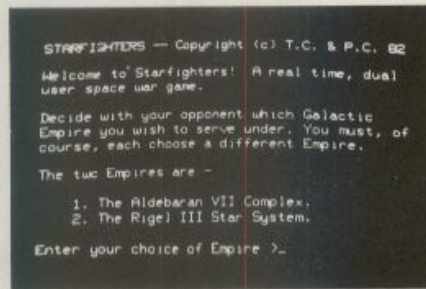 STARFIGHTERS — Copyright (c) T.C. & P.C. 82
Welcome to Starfighters! A real time, dual
user space war game.
Decide with your opponent which Galactic
Empire you wish to serve under. You must, of
course, each choose a different Empire.
The two Empires are -
1. The Aldebaran VII Complex.
2. The Rigel III Star System.
Enter your choice of Empire >_